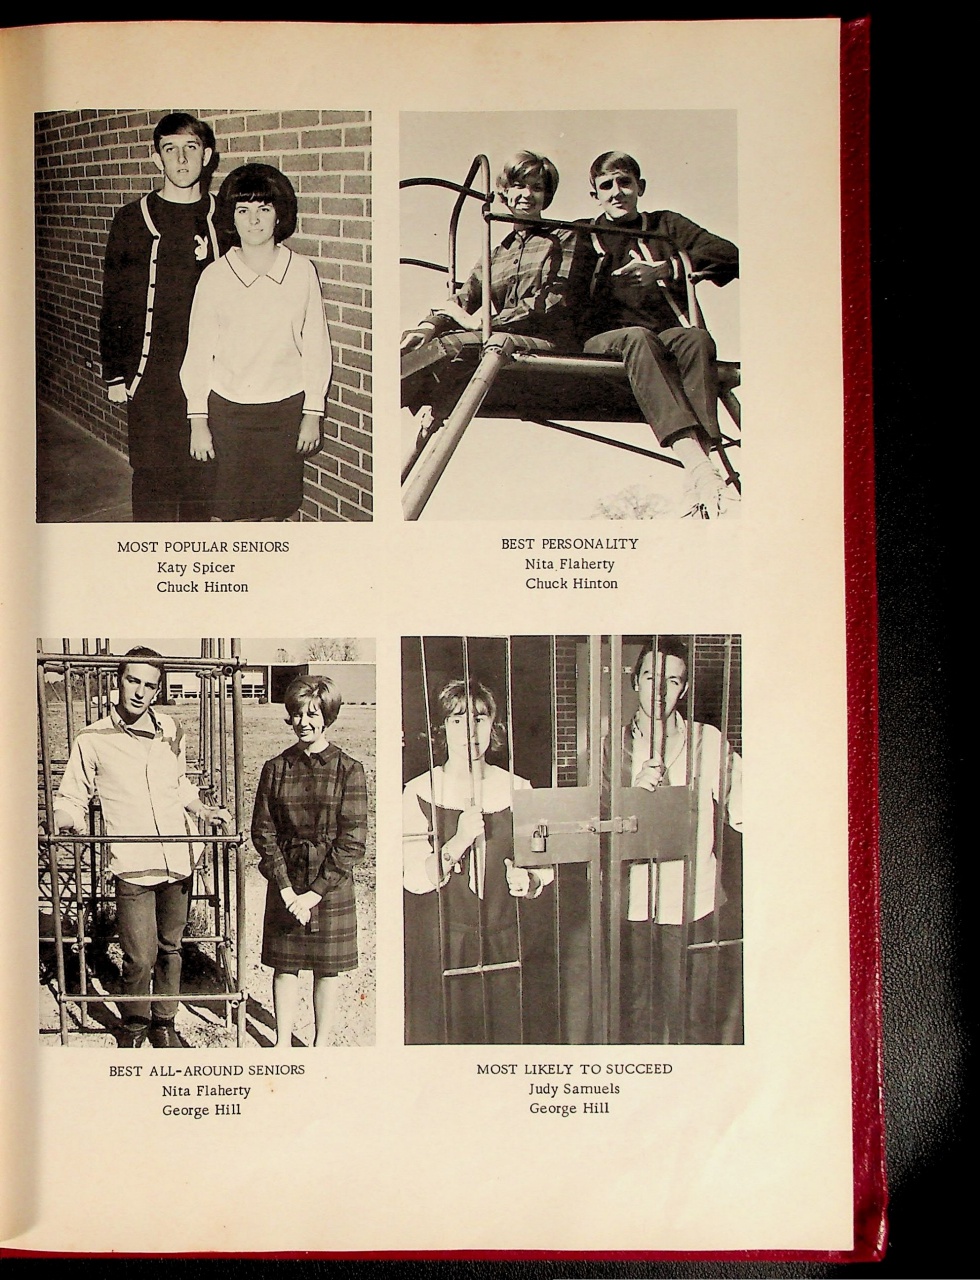 MOST POPULAR SENIORS
Katy Spicer
Chuck Hinton
BEST PERSONALITY
Nita Flaherty
Chuck Hinton
BEST ALL-AROUND SENIORS
Nita Flaherty
George Hill
MOST LIKELY TO SUCCEED
Judy Samuels
George Hill